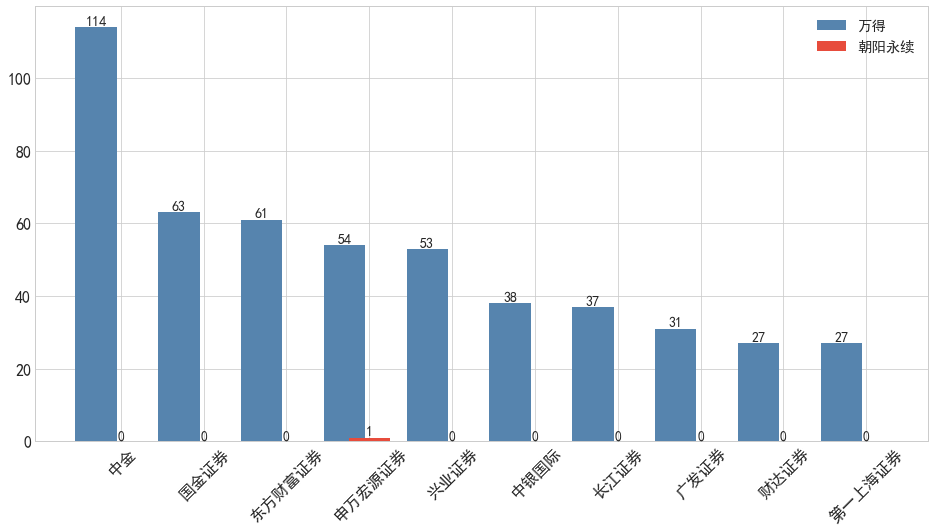 万得
朝阳永续
114
63
61
54
53
38
37
31
27
27
0
0
0
1
0
0
0
0
0
0
100
80
60
40
20
0
中金
国金证券
东方财富证券
申万宏源证券
兴业证券
中银国际
长江证券
广发证券
财达证券
第一上海证券